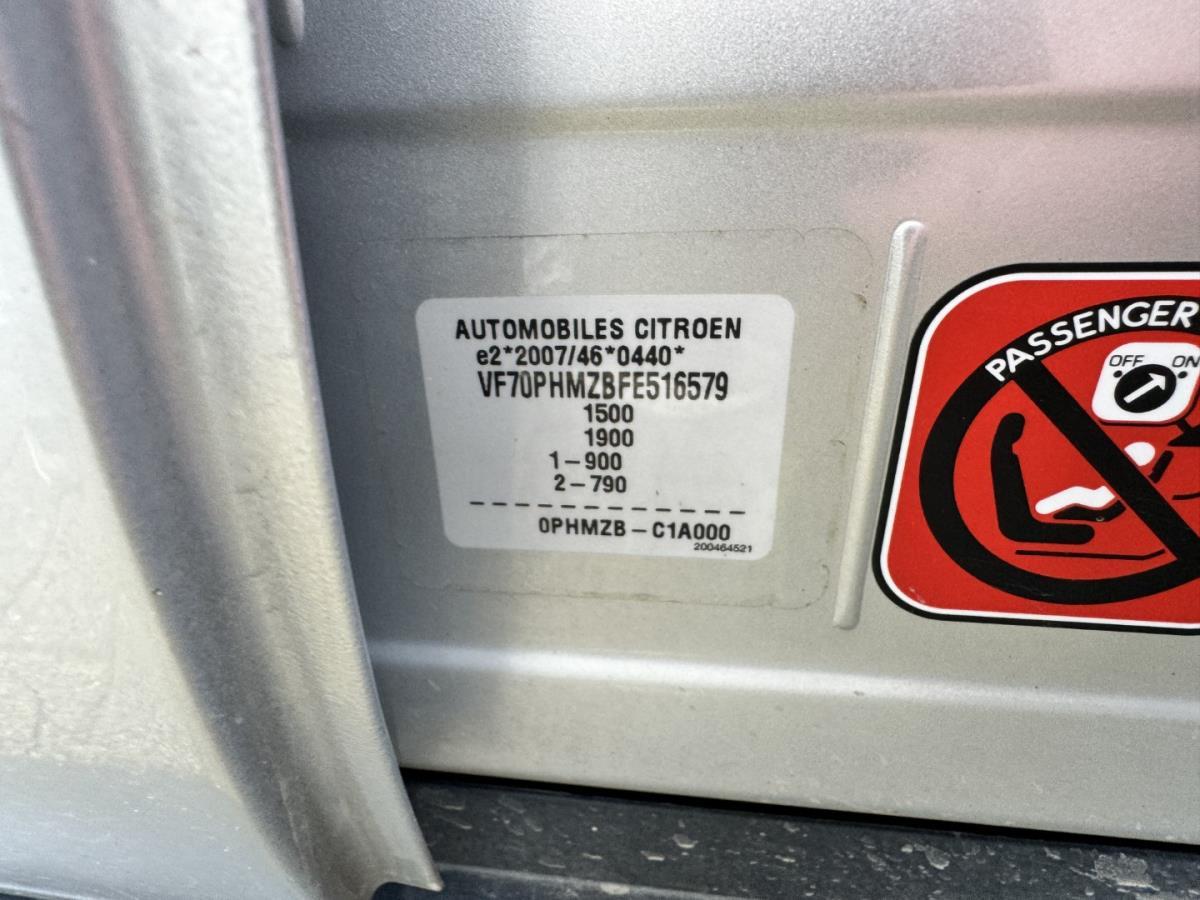 AUTOMOBILES CITROEN
e2*2007/46*0440*
VF70PHMZBFE516579
1500
1900
1-900
2-790
0PHMZB-C1A000
200464521
PASSENGER
OFF ON